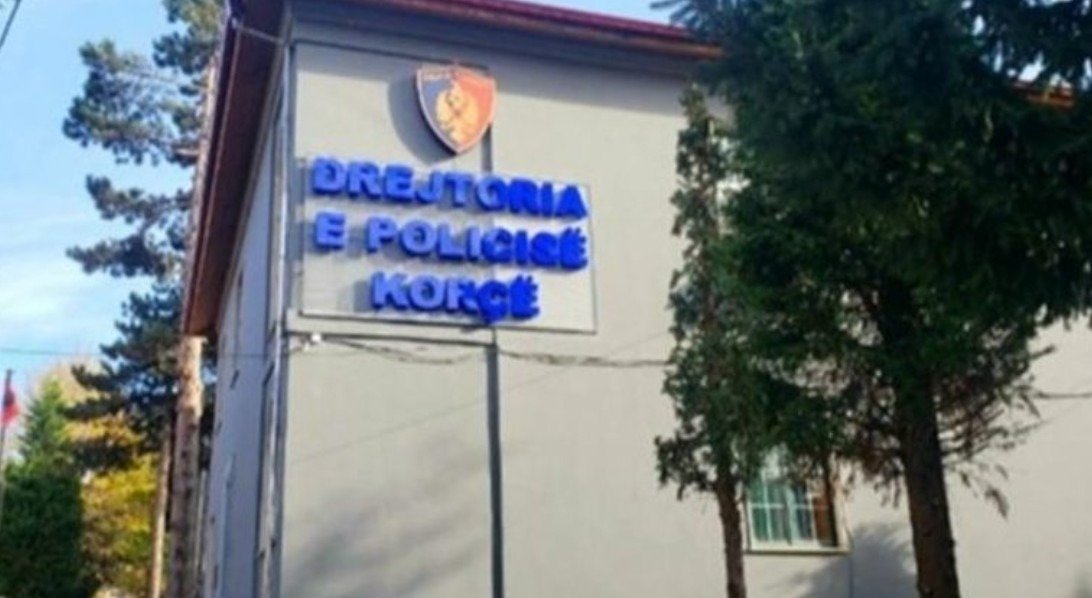 DREJTORIA
E POLICISË
KORÇË